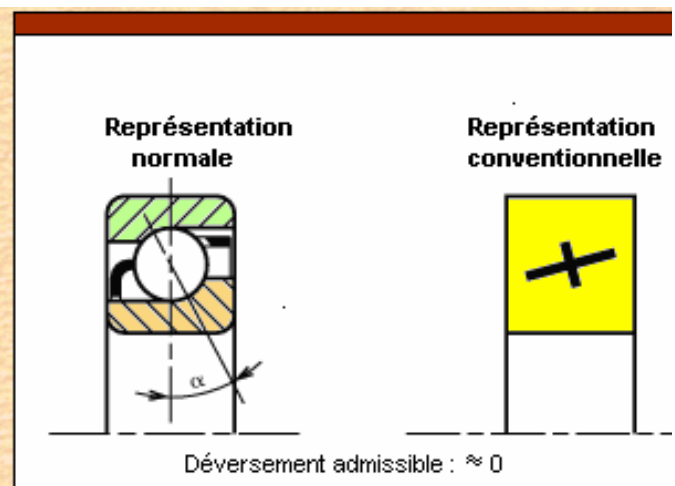 Représentation
normale
Représentation
conventionnelle
α
Déversement admissible : ≈ 0